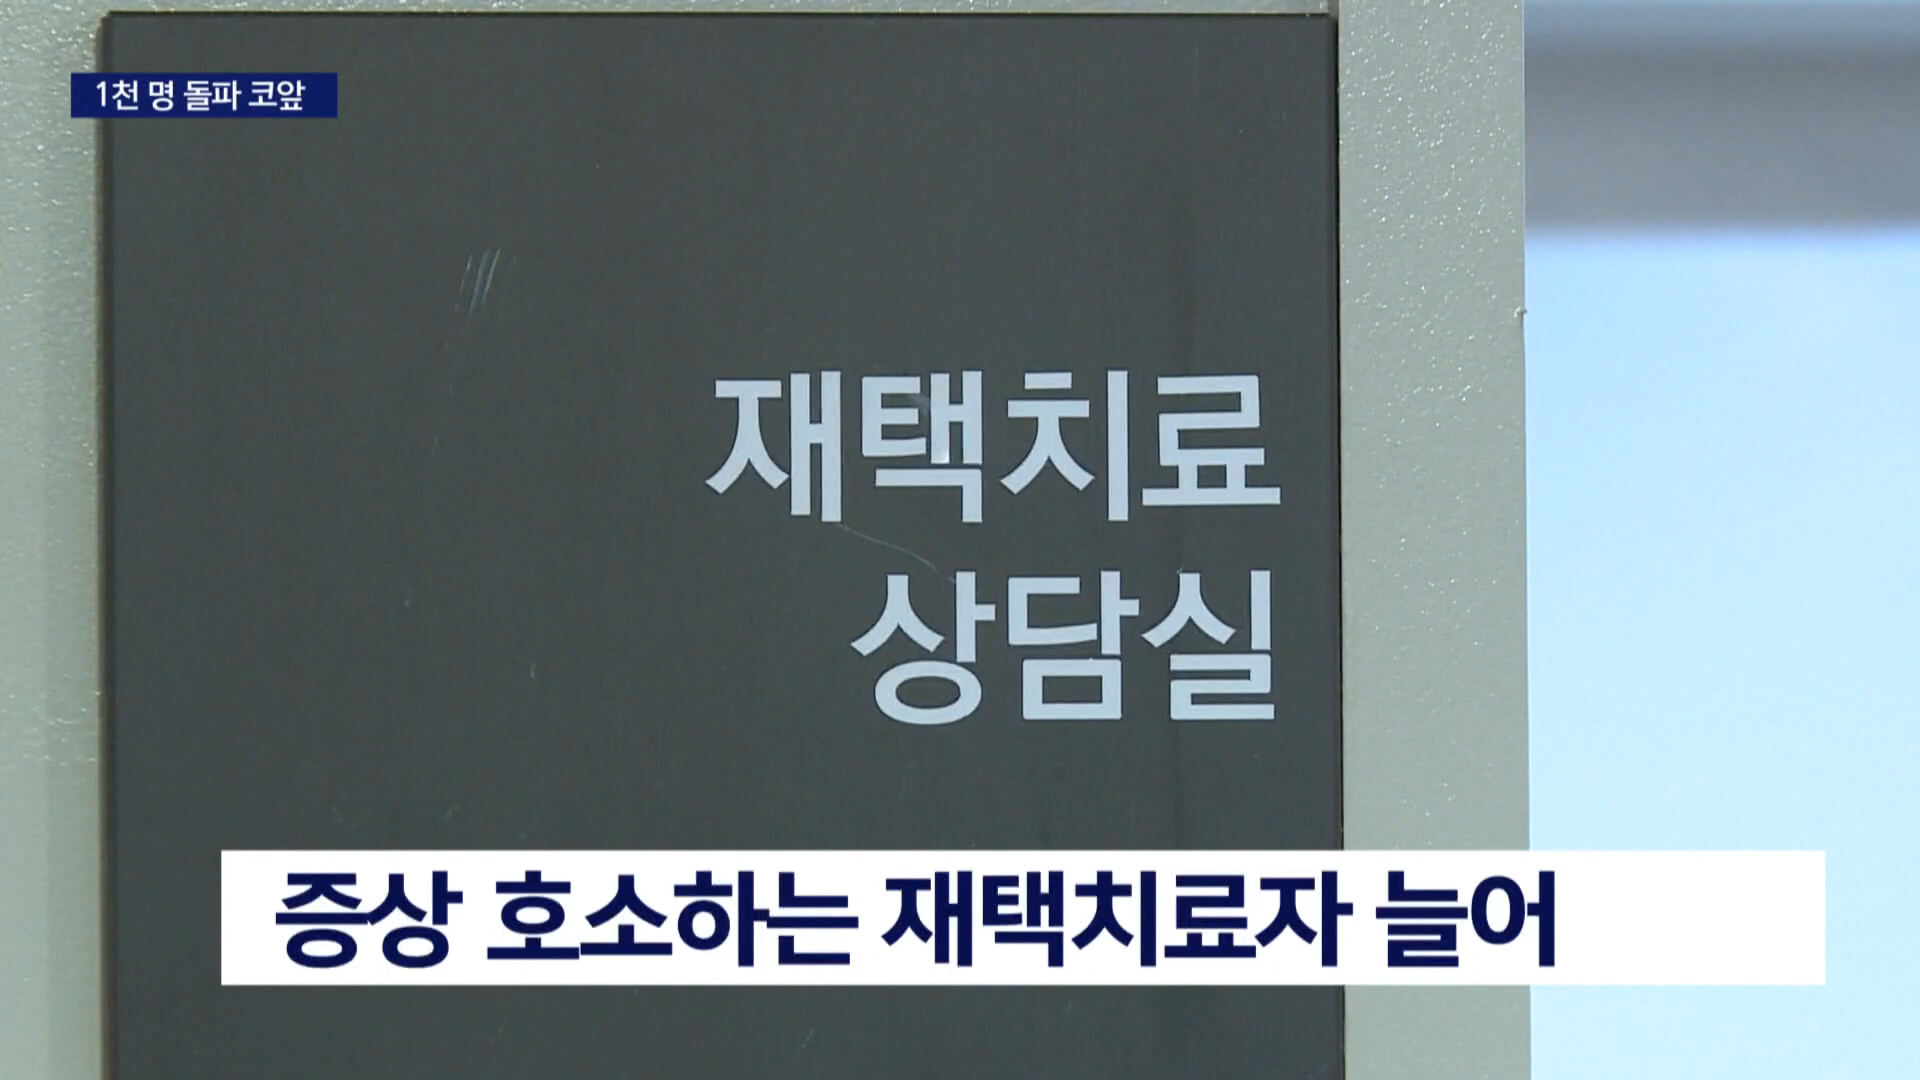 1천 명 돌파 코앞
재택치료
상담실
증상 호소하는 재택치료자 늘어